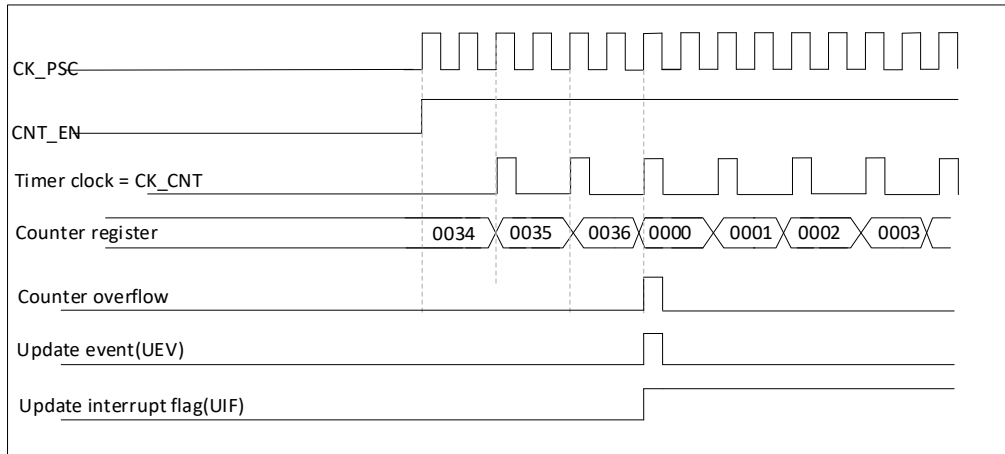 CK_PSC
CNT_EN
Timer clock = CK_CNT
Counter register 0034 0035 0036 0000 0001 0002 0003
Counter overflow
Update event(UEV)
Update interrupt flag(UIF)